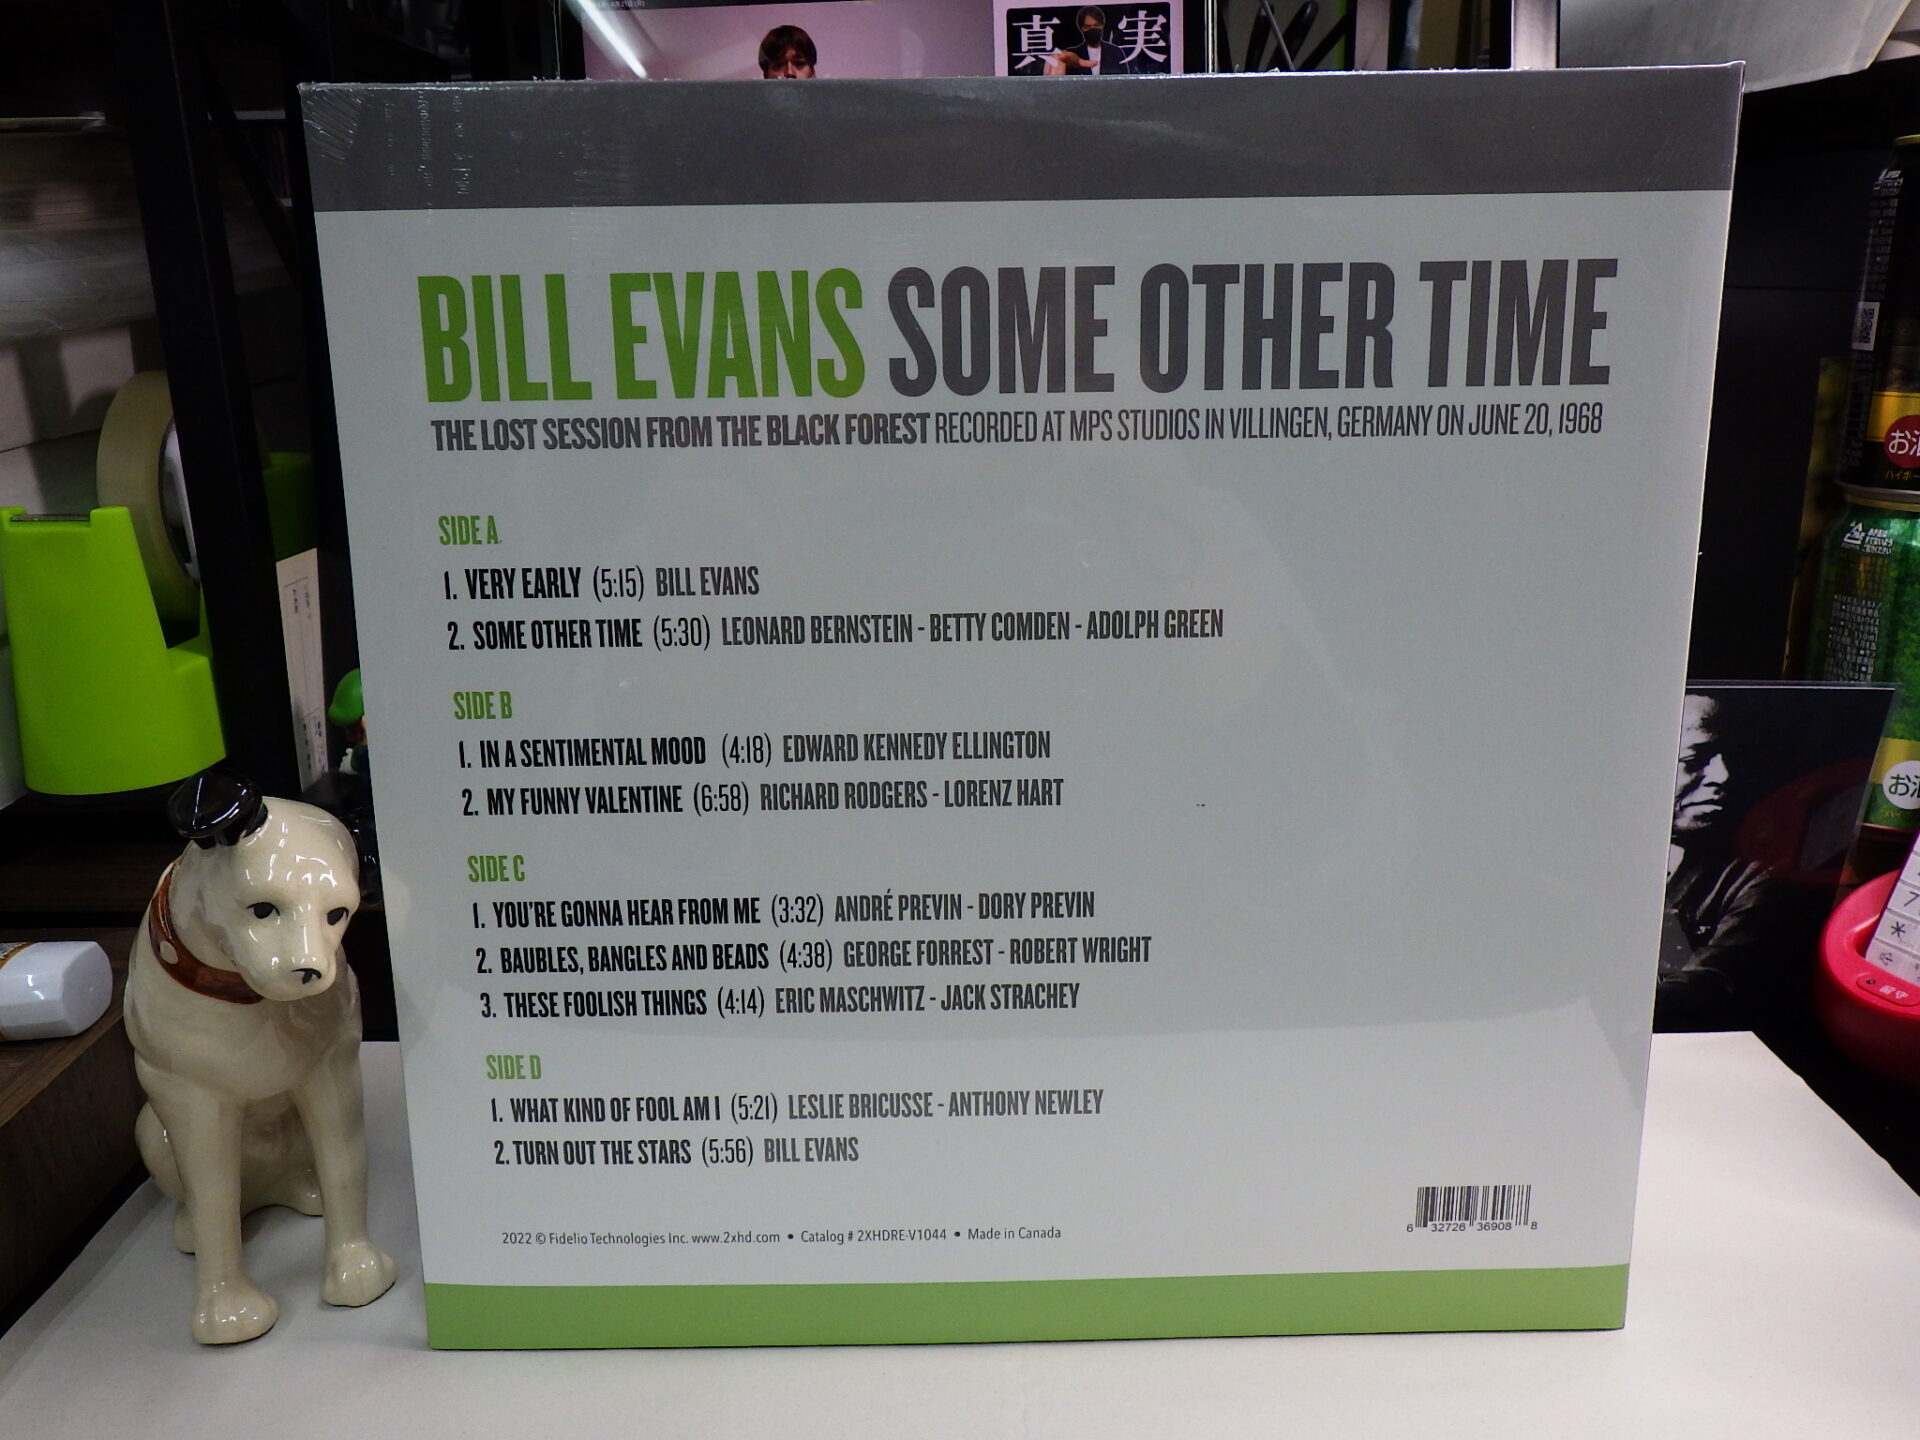 真実
BILL EVANS SOME OTHER TIME
THE LOST SESSION FROM THE BLACK FOREST RECORDED AT MPS STUDIOS IN VILLINGEN, GERMANY ON JUNE 20, 1968
SIDE A
1. VERY EARLY (5:15) BILL EVANS
2. SOME OTHER TIME (5:30) LEONARD BERNSTEIN - BETTY COMDEN - ADOLPH GREEN
SIDE B
1. IN A SENTIMENTAL MOOD (4:18) EDWARD KENNEDY ELLINGTON
2. MY FUNNY VALENTINE (6:58) RICHARD RODGERS - LORENZ HART
SIDE C
1. YOU'RE GONNA HEAR FROM ME (3:32) ANDRÉ PREVIN - DORY PREVIN
2. BAUBLES, BANGLES AND BEADS (4:38) GEORGE FORREST - ROBERT WRIGHT
3. THESE FOOLISH THINGS (4:14) ERIC MASCHWITZ - JACK STRACHEY
SIDE D
1. WHAT KIND OF FOOL AM I (5:21) LESLIE BRICUSSE - ANTHONY NEWLEY
2. TURN OUT THE STARS (5:56) BILL EVANS
2022 © Fidelio Technologies Inc. www.2xhd.com • Catalog # 2XHDRE-V1044 • Made in Canada
6 32726 36908 8
留守